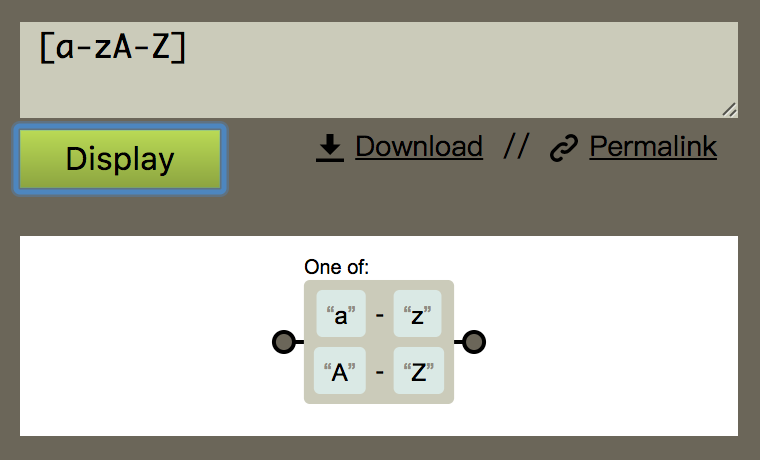 [a-zA-Z]
Display
Download // Permalink
One of:
“a” - “z”
“A” - “Z”